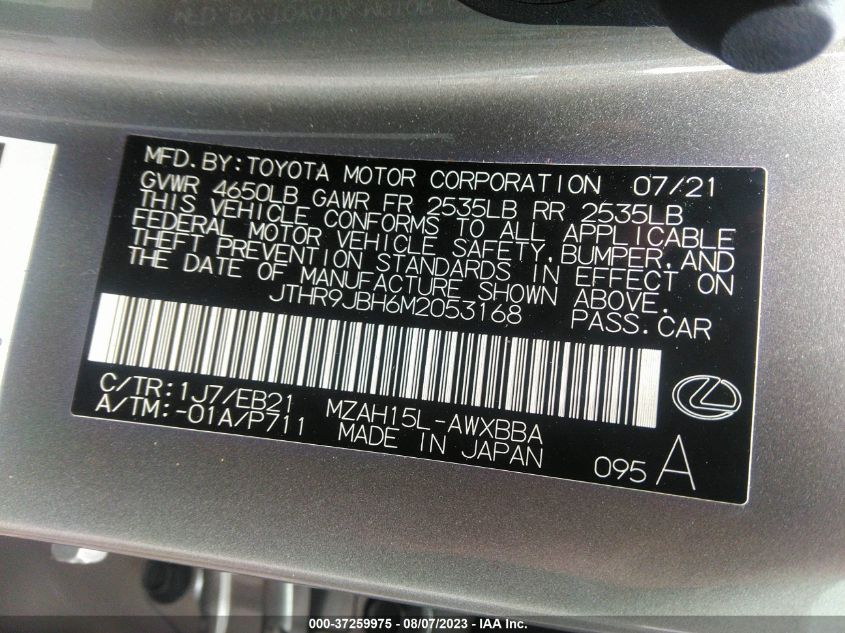 MFD. BY: TOYOTA MOTOR CORPORATION 07/21
GVWR 4650LB GAWR FR 2535LB RR 2535LB
THIS VEHICLE CONFORMS TO ALL APPLICABLE
FEDERAL MOTOR VEHICLE SAFETY, BUMPER, AND
THEFT PREVENTION STANDARDS IN EFFECT ON
THE DATE OF MANUFACTURE SHOWN ABOVE.
JTHR9JBH6M2053168 PASS. CAR
C/TR: 1J7/EB21 MZAH15L-AWXBBA
A/TM: -01A/P711 MADE IN JAPAN
095 A
000-37259975 - 08/07/2023 - IAA Inc.